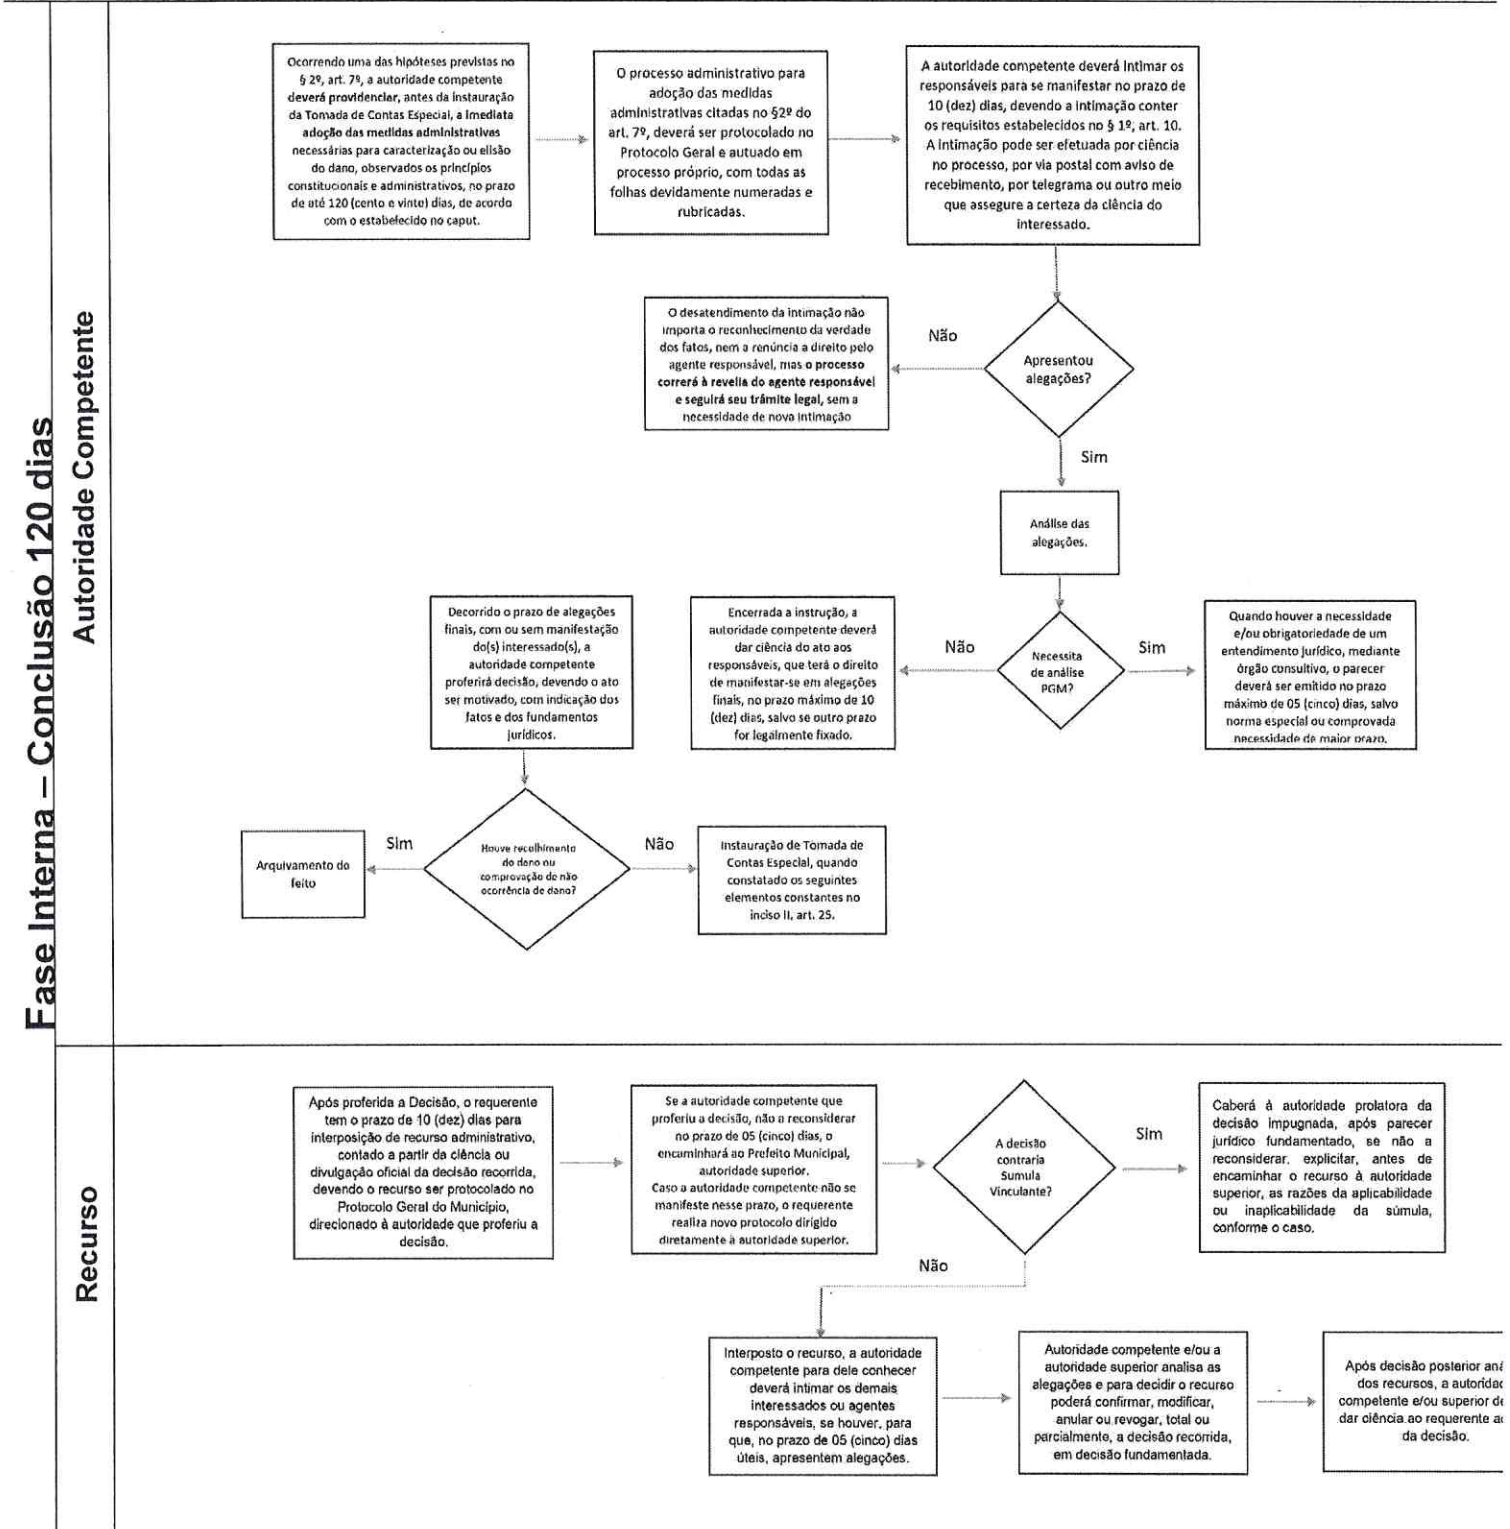 Fase Interna – Conclusão 120 dias
Autoridade Competente
Ocorrendo uma das hipóteses previstas no
§ 2º, art. 7º, a autoridade competente
deverá providenciar, antes da instauração
da Tomada de Contas Especial, a imediata
adoção das medidas administrativas
necessárias para caracterização ou elisão
do dano, observados os princípios
constitucionais e administrativos, no prazo
de até 120 (cento e vinte) dias, de acordo
com o estabelecido no caput.
O processo administrativo para
adoção das medidas
administrativas citadas no §2º do
art. 7º, deverá ser protocolado no
Protocolo Geral e autuado em
processo próprio, com todas as
folhas devidamente numeradas e
rubricadas.
A autoridade competente deverá intimar os
responsáveis para se manifestar no prazo de
10 (dez) dias, devendo a intimação conter
os requisitos estabelecidos no § 1º, art. 10.
A intimação pode ser efetuada por ciência
no processo, por via postal com aviso de
recebimento, por telegrama ou outro meio
que assegure a certeza da ciência do
interessado.
Apresentou
alegações?
Não
O desatendimento da intimação não
importa o reconhecimento da verdade
dos fatos, nem a renúncia a direito pelo
agente responsável, mas o processo
correrá à revelia do agente responsável
e seguirá seu trâmite legal, sem a
necessidade de nova intimação
Sim
Análise das
alegações.
Necessita
de análise
PGM?
Sim
Quando houver a necessidade
e/ou obrigatoriedade de um
entendimento jurídico, mediante
órgão consultivo, o parecer
deverá ser emitido no prazo
máximo de 05 (cinco) dias, salvo
norma especial ou comprovada
necessidade de maior prazo.
Não
Encerrada a instrução, a
autoridade competente deverá
dar ciência do ato aos
responsáveis, que terá o direito
de manifestar-se em alegações
finais, no prazo máximo de 10
(dez) dias, salvo se outro prazo
for legalmente fixado.
Decorrido o prazo de alegações
finais, com ou sem manifestação
do(s) interessado(s), a
autoridade competente
proferirá decisão, devendo o ato
ser motivado, com indicação dos
fatos e dos fundamentos
jurídicos.
Houve recolhimento
do dano ou
comprovação de não
ocorrência de dano?
Sim
Arquivamento do
feito
Não
Instauração de Tomada de
Contas Especial, quando
constatado os seguintes
elementos constantes no
inciso II, art. 25.
Recurso
Após proferida a Decisão, o requerente
tem o prazo de 10 (dez) dias para
interposição de recurso administrativo,
contado a partir da ciência ou
divulgação oficial da decisão recorrida,
devendo o recurso ser protocolado no
Protocolo Geral do Município,
direcionado à autoridade que proferiu a
decisão.
Se a autoridade competente que
proferiu a decisão, não a reconsiderar
no prazo de 05 (cinco) dias, o
encaminhará ao Prefeito Municipal,
autoridade superior.
Caso a autoridade competente não se
manifeste nesse prazo, o requerente
realiza novo protocolo dirigido
diretamente à autoridade superior.
A decisão
contraria
Sumula
Vinculante?
Sim
Caberá à autoridade prolatora da
decisão impugnada, após parecer
jurídico fundamentado, se não a
reconsiderar, explicitar, antes de
encaminhar o recurso à autoridade
superior, as razões da aplicabilidade
ou inaplicabilidade da súmula,
conforme o caso.
Não
Interposto o recurso, a autoridade
competente para dele conhecer
deverá intimar os demais
interessados ou agentes
responsáveis, se houver, para
que, no prazo de 05 (cinco) dias
úteis, apresentem alegações.
Autoridade competente e/ou a
autoridade superior analisa as
alegações e para decidir o recurso
poderá confirmar, modificar,
anular ou revogar, total ou
parcialmente, a decisão recorrida,
em decisão fundamentada.
Após decisão posterior
dos recursos, a
competente e/ou superior
dar ciência ao requerente
da decisão.